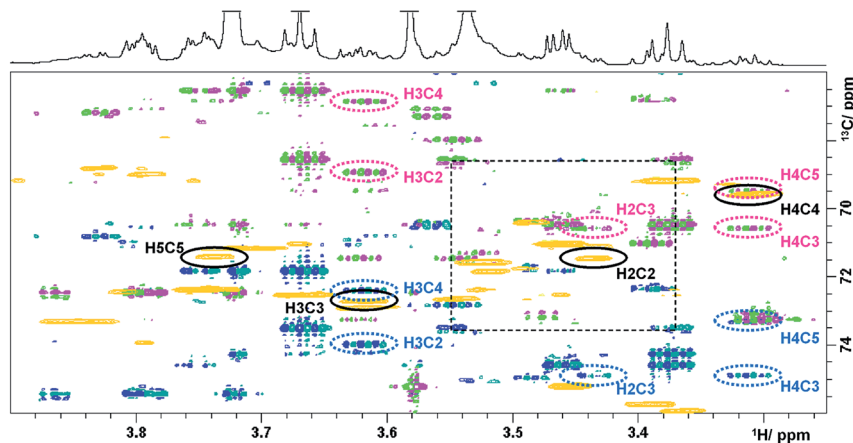 H3C4
¹³C/ ppm
H3C2
H4C5
H2C3
70
H4C4
H5C5
H4C3
H2C2
72
H3C4
H3C3
H4C5
H3C2
74
H2C3
H4C3
3.8
3.7
3.6
3.5
3.4
¹H/ ppm